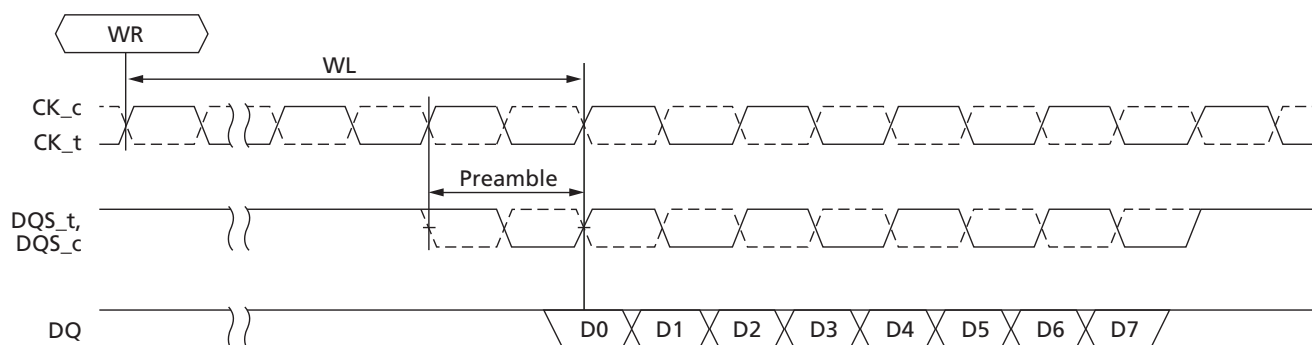 WR
WL
CK_c
CK_t
Preamble
DQS_t,
DQS_c
DQ
D0 D1 D2 D3 D4 D5 D6 D7